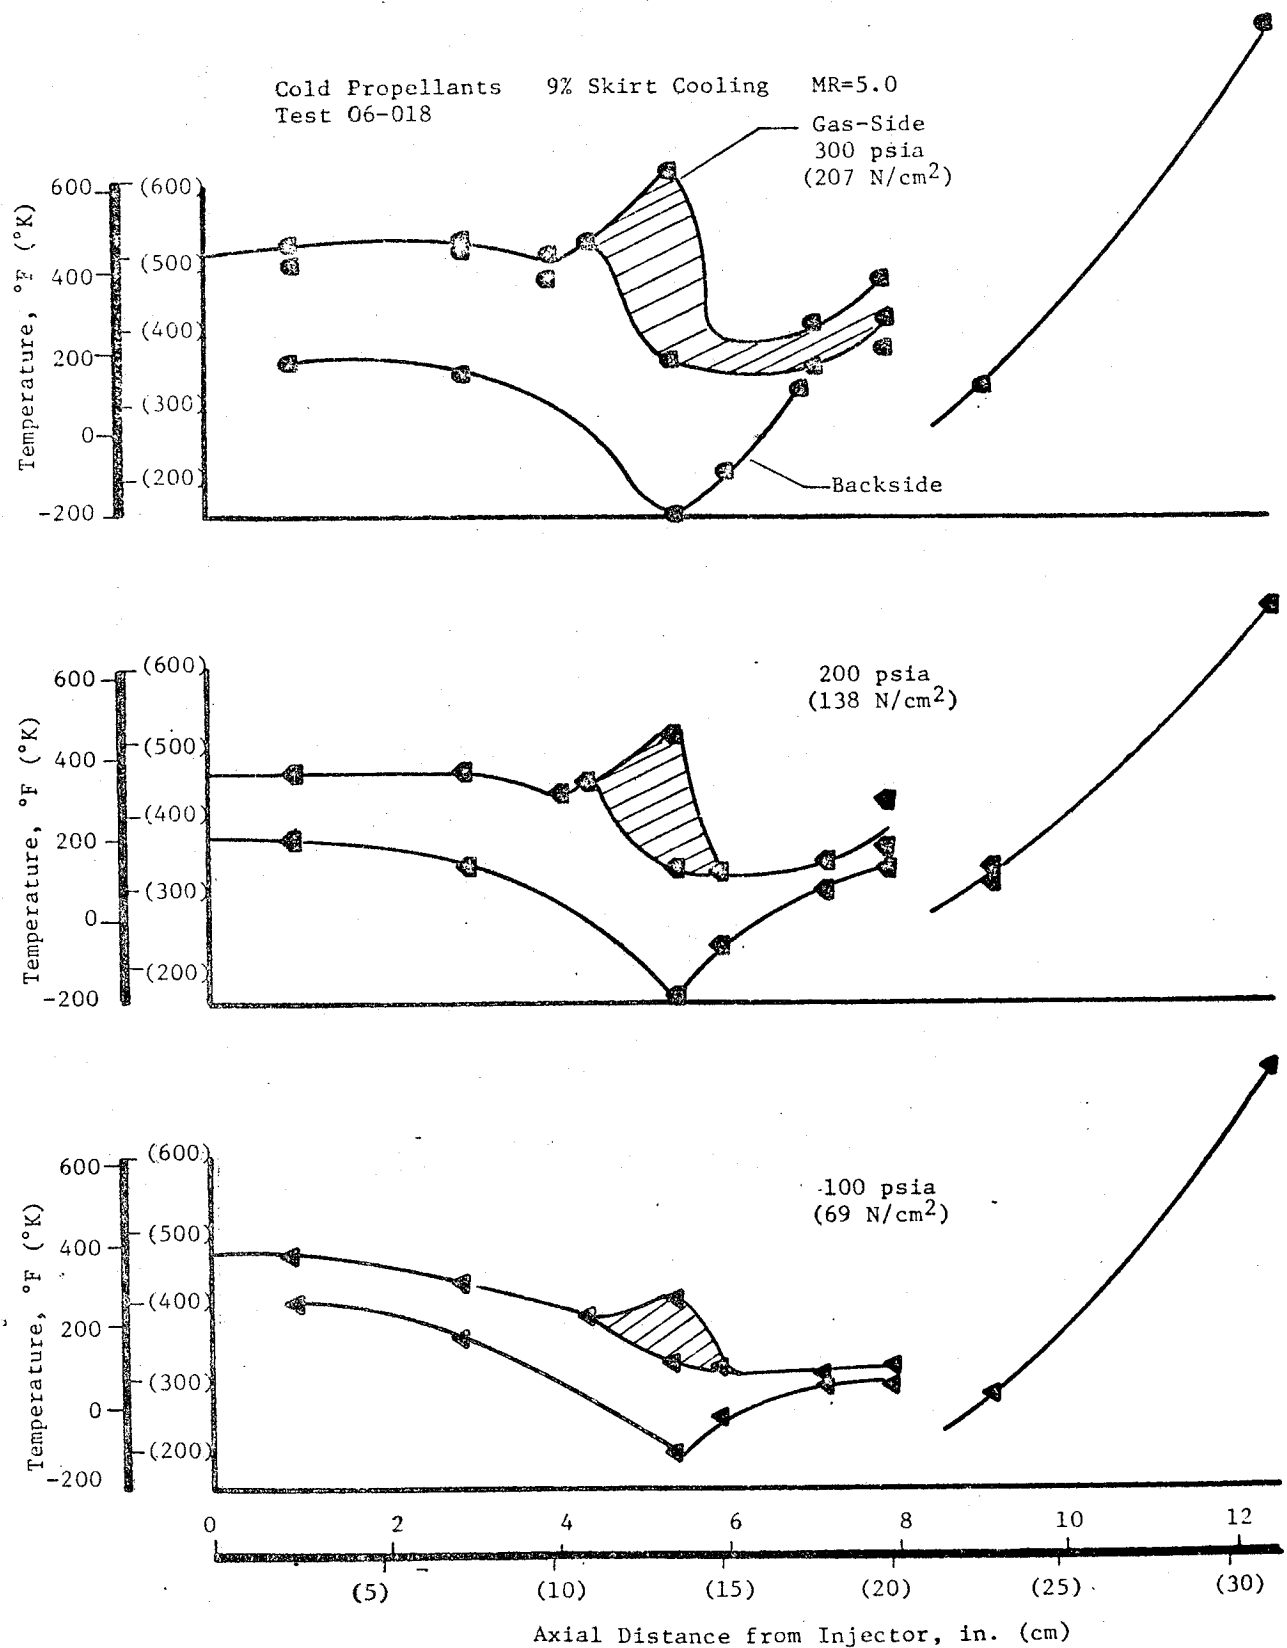 Cold Propellants 9% Skirt Cooling MR=5.0
Test 06-018
Gas-Side
300 psia
(207 N/cm2)
Temperature, °F (°K)
600 (600)
(500)
400
(400)
200
(300)
0
(200)
-200
Backside
200 psia
(138 N/cm2)
Temperature, °F (°K)
600 (600)
400 (500)
(400)
200
(300)
0
(200)
-200
100 psia
(69 N/cm2)
Temperature, °F (°K)
600 (600)
400 (500)
(400)
200
(300)
0
(200)
-200
0 2 4 6 8 10 12
(5) (10) (15) (20) (25) (30)
Axial Distance from Injector, in. (cm)